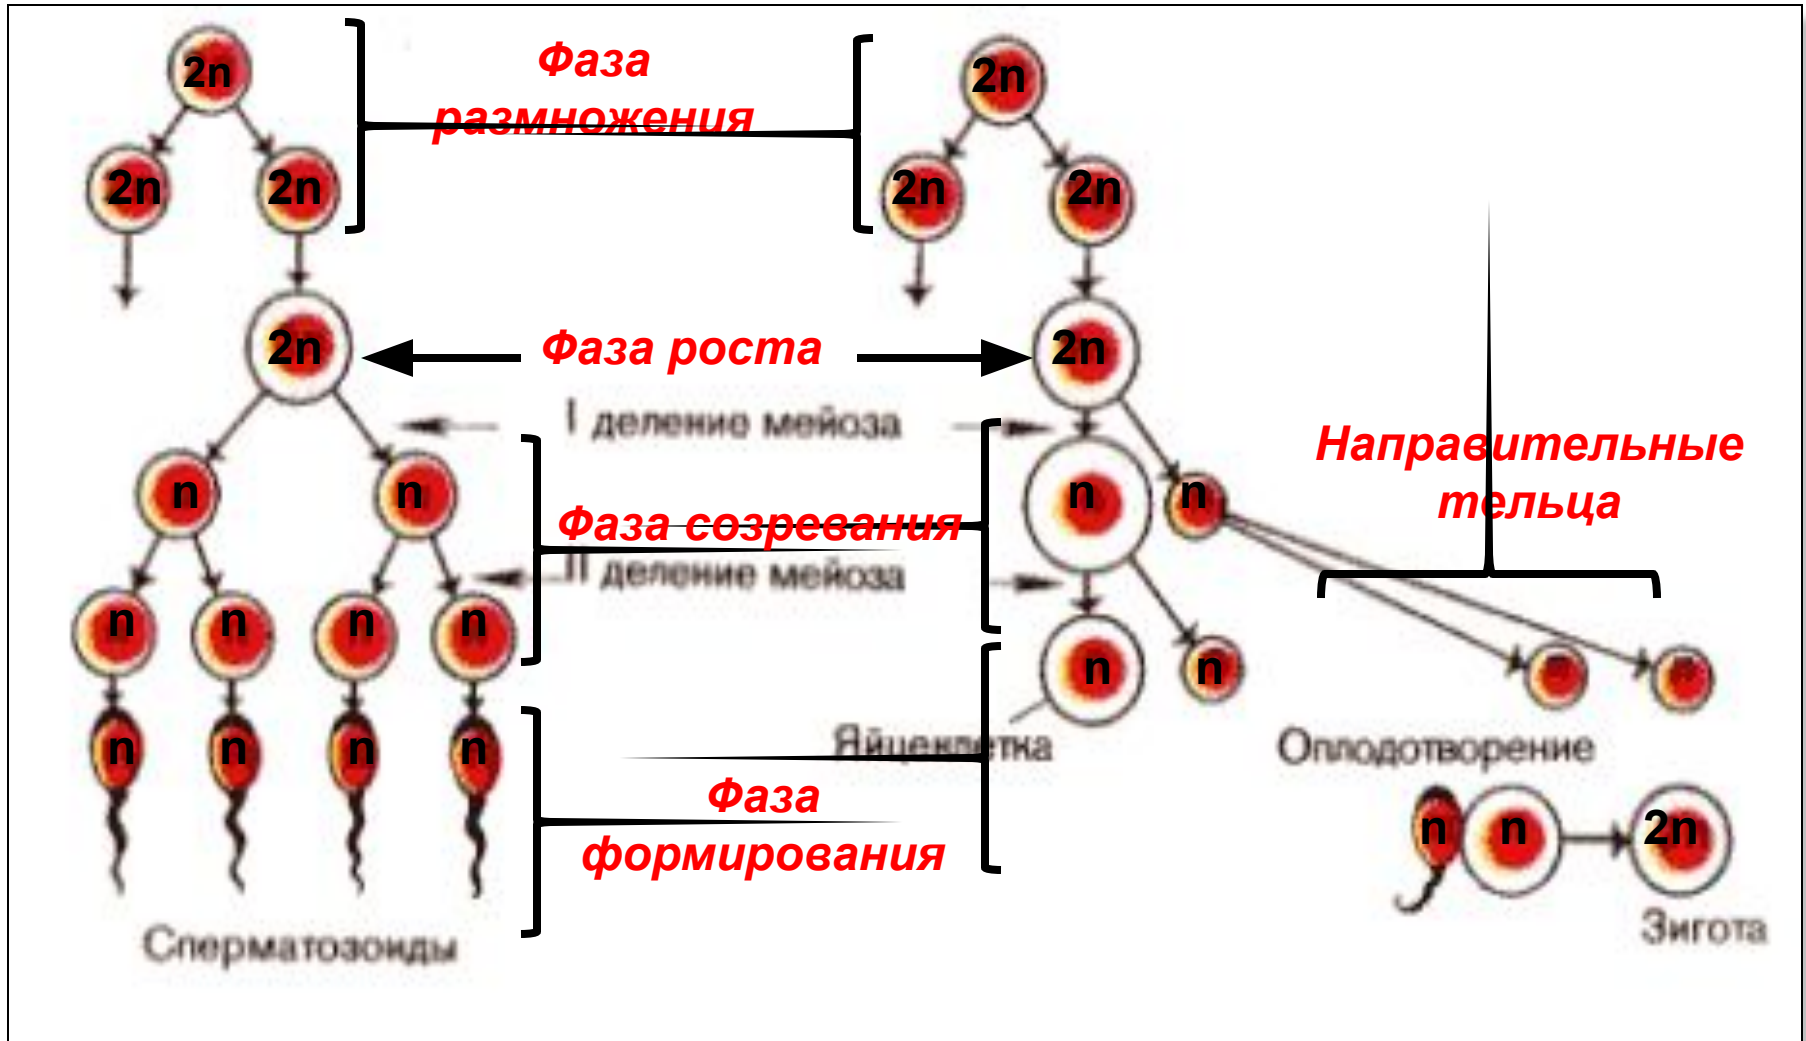 2n
2n
Фаза
размножения
2n
2n
2n
2n
2n
Фаза роста
2n
I деление мейоза
Направительные
тельца
n
n
n
n
Фаза созревания
II деление мейоза
n
n
n
n
n
n
n
n
n
n
Яйцеклетка
Оплодотворение
Фаза
формирования
n
n
2n
Сперматозоиды
Зигота